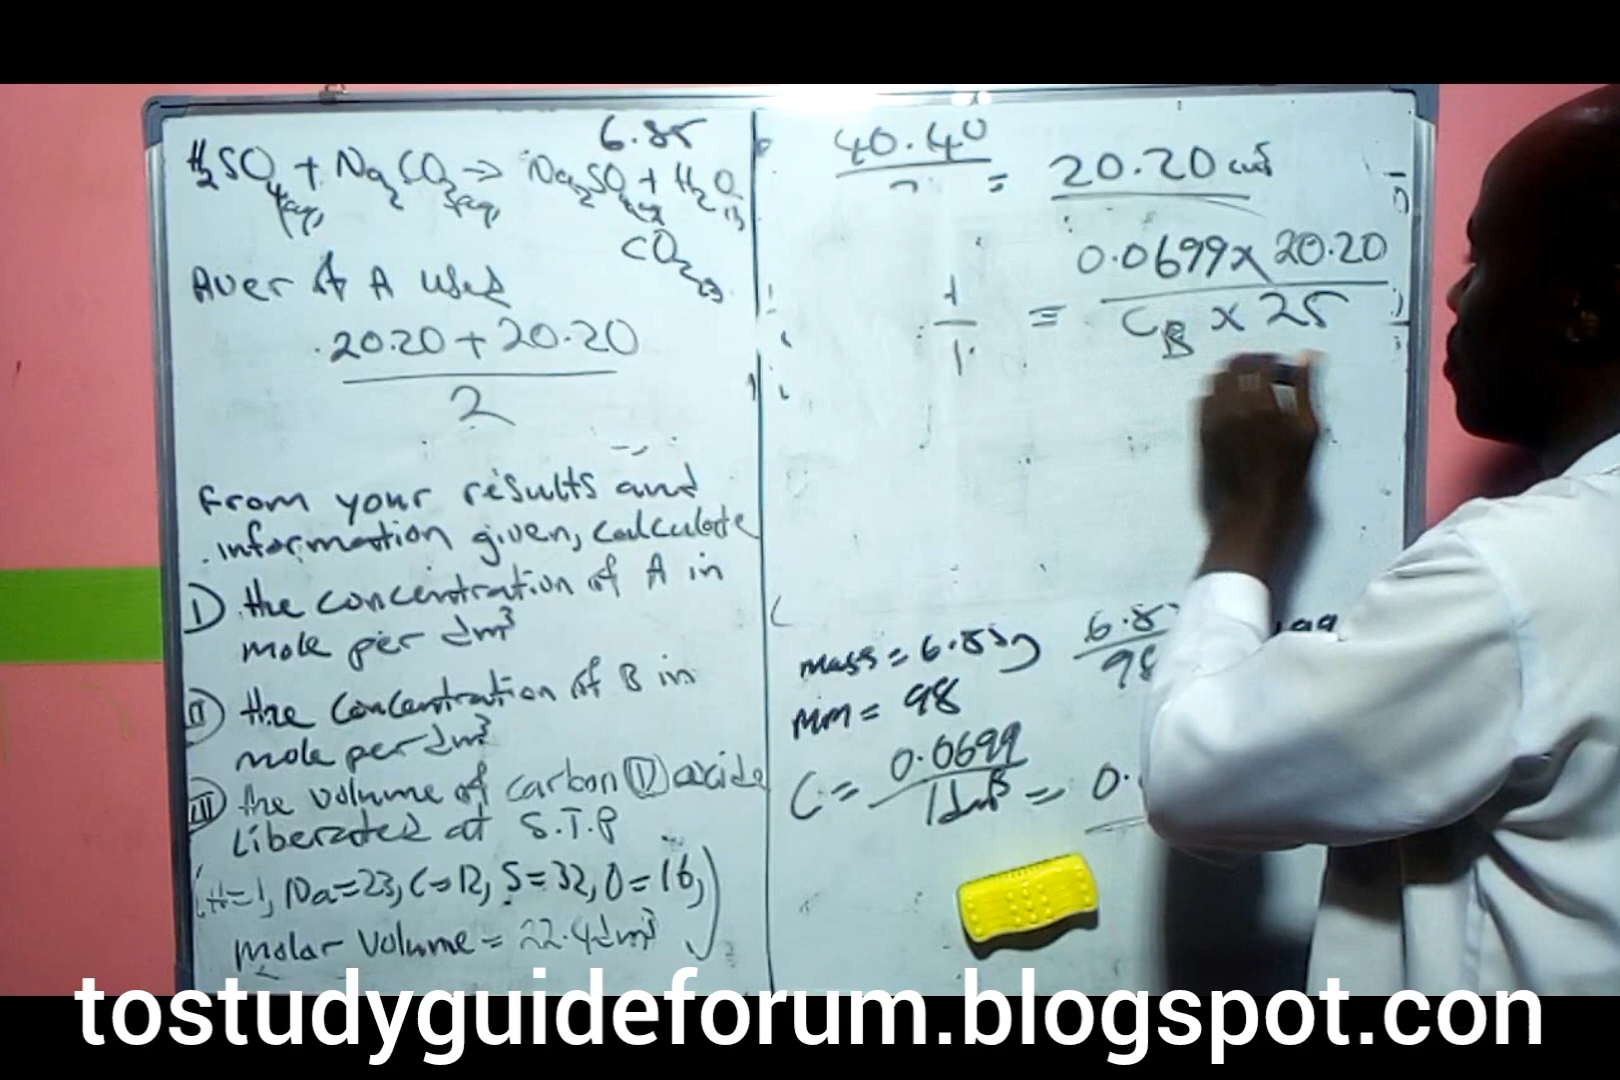 6.85
H₂SO₄(aq) + Na₂CO₃(aq) → Na₂SO₄(aq) + H₂O(l)
CO₂(g)
Aver of A used
20.20 + 20.20
2
From your results and
information given, calculate
I) the concentration of A in
mole per dm³
II) the concentration of B in
mole per dm³
III) the volume of carbon (IV) oxide
liberated at S.T.P
(H=1, Na=23, C=12, S=32, O=16,
molar volume = 22.4dm³)
40.40
2 = 20.20 cm³
1/1 = 0.0699 x 20.20
C_B x 25
mass = 6.85g 6.85
Mm = 98 98
C = 0.0699
1dm³ = 0.
tostudyguideforum.blogspot.con